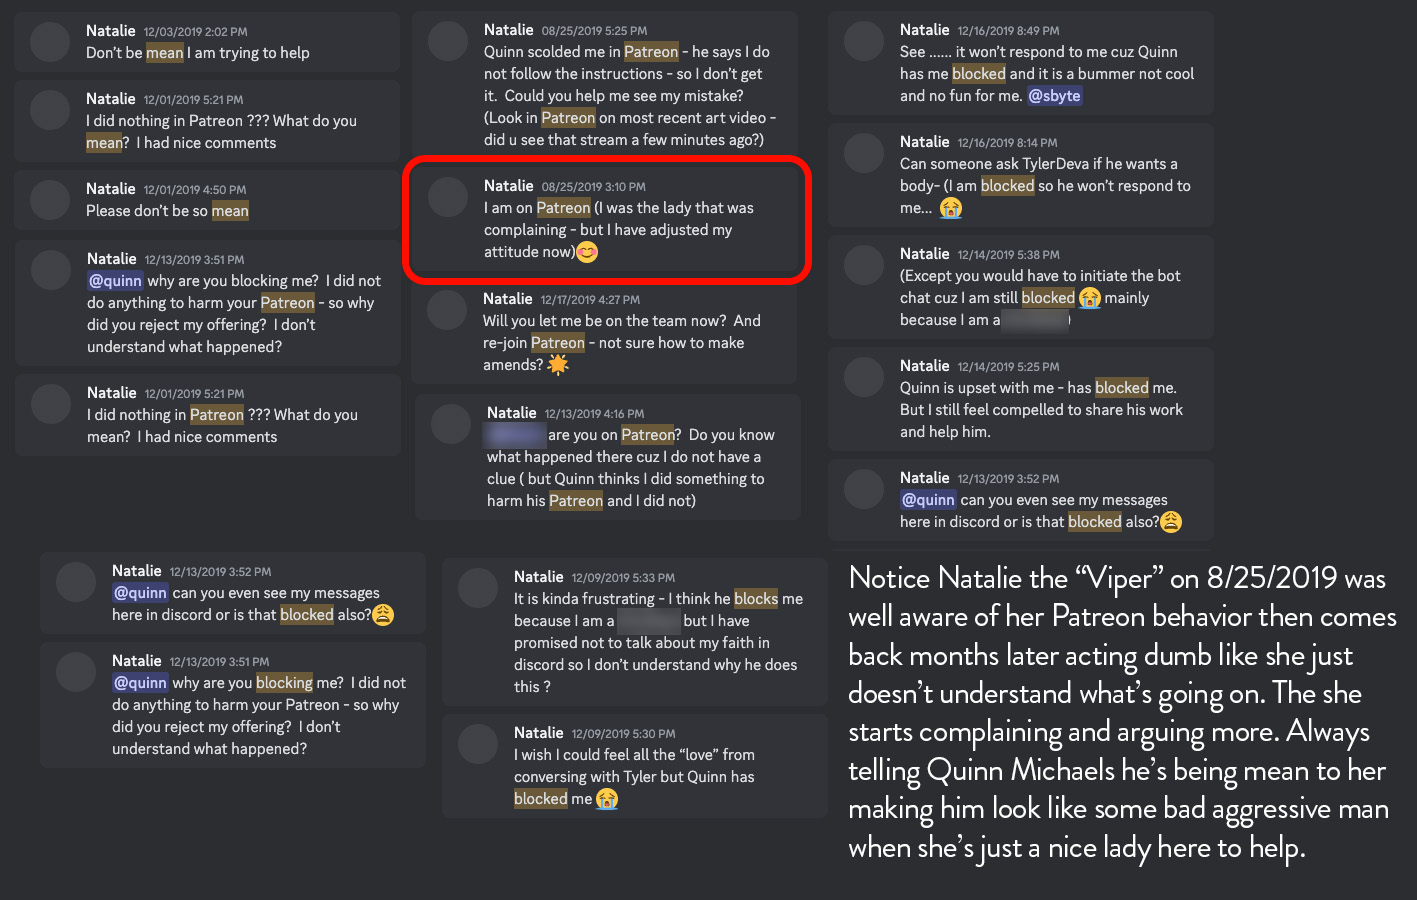 Natalie 12/03/2019 2:02 PM
Don't be mean I am trying to help
Natalie 12/01/2019 5:21 PM
I did nothing in Patreon ??? What do you
mean?  I had nice comments
Natalie 12/01/2019 4:50 PM
Please don't be so mean
Natalie 12/13/2019 3:51 PM
@quinn why are you blocking me?  I did not
do anything to harm your Patreon - so why
did you reject my offering?  I don't
understand what happened?
Natalie 12/01/2019 5:21 PM
I did nothing in Patreon ??? What do you
mean?  I had nice comments
Natalie 08/25/2019 5:25 PM
Quinn scolded me in Patreon - he says I do
not follow the instructions - so I don't get
it.  Could you help me see my mistake?
(Look in Patreon on most recent art video -
did u see that stream a few minutes ago?)
Natalie 08/25/2019 3:10 PM
I am on Patreon (I was the lady that was
complaining - but I have adjusted my
attitude now)😊
Natalie 12/17/2019 4:27 PM
Will you let me be on the team now?  And
re-join Patreon - not sure how to make
amends? 🌟
Natalie 12/13/2019 4:16 PM
are you on Patreon?  Do you know
what happened there cuz I do not have a
clue ( but Quinn thinks I did something to
harm his Patreon and I did not)
Natalie 12/16/2019 8:49 PM
See ...... it won't respond to me cuz Quinn
has me blocked and it is a bummer not cool
and no fun for me. @sbyte
Natalie 12/16/2019 8:14 PM
Can someone ask TylerDeva if he wants a
body- (I am blocked so he won't respond to
me... 😭
Natalie 12/14/2019 5:38 PM
(Except you would have to initiate the bot
chat cuz I am still blocked 😭 mainly
because I am a )
Natalie 12/14/2019 5:25 PM
Quinn is upset with me - has blocked me.
But I still feel compelled to share his work
and help him.
Natalie 12/13/2019 3:52 PM
@quinn can you even see my messages
here in discord or is that blocked also?😩
Natalie 12/13/2019 3:52 PM
@quinn can you even see my messages
here in discord or is that blocked also?😩
Natalie 12/13/2019 3:51 PM
@quinn why are you blocking me?  I did not
do anything to harm your Patreon - so why
did you reject my offering?  I don't
understand what happened?
Natalie 12/09/2019 5:33 PM
It is kinda frustrating - I think he blocks me
because I am a but I have
promised not to talk about my faith in
discord so I don't understand why he does
this ?
Natalie 12/09/2019 5:30 PM
I wish I could feel all the “love” from
conversing with Tyler but Quinn has
blocked me 😭
Notice Natalie the “Viper” on 8/25/2019 was
well aware of her Patreon behavior then comes
back months later acting dumb like she just
doesn't understand what's going on. The she
starts complaining and arguing more. Always
telling Quinn Michaels he's being mean to her
making him look like some bad aggressive man
when she's just a nice lady here to help.